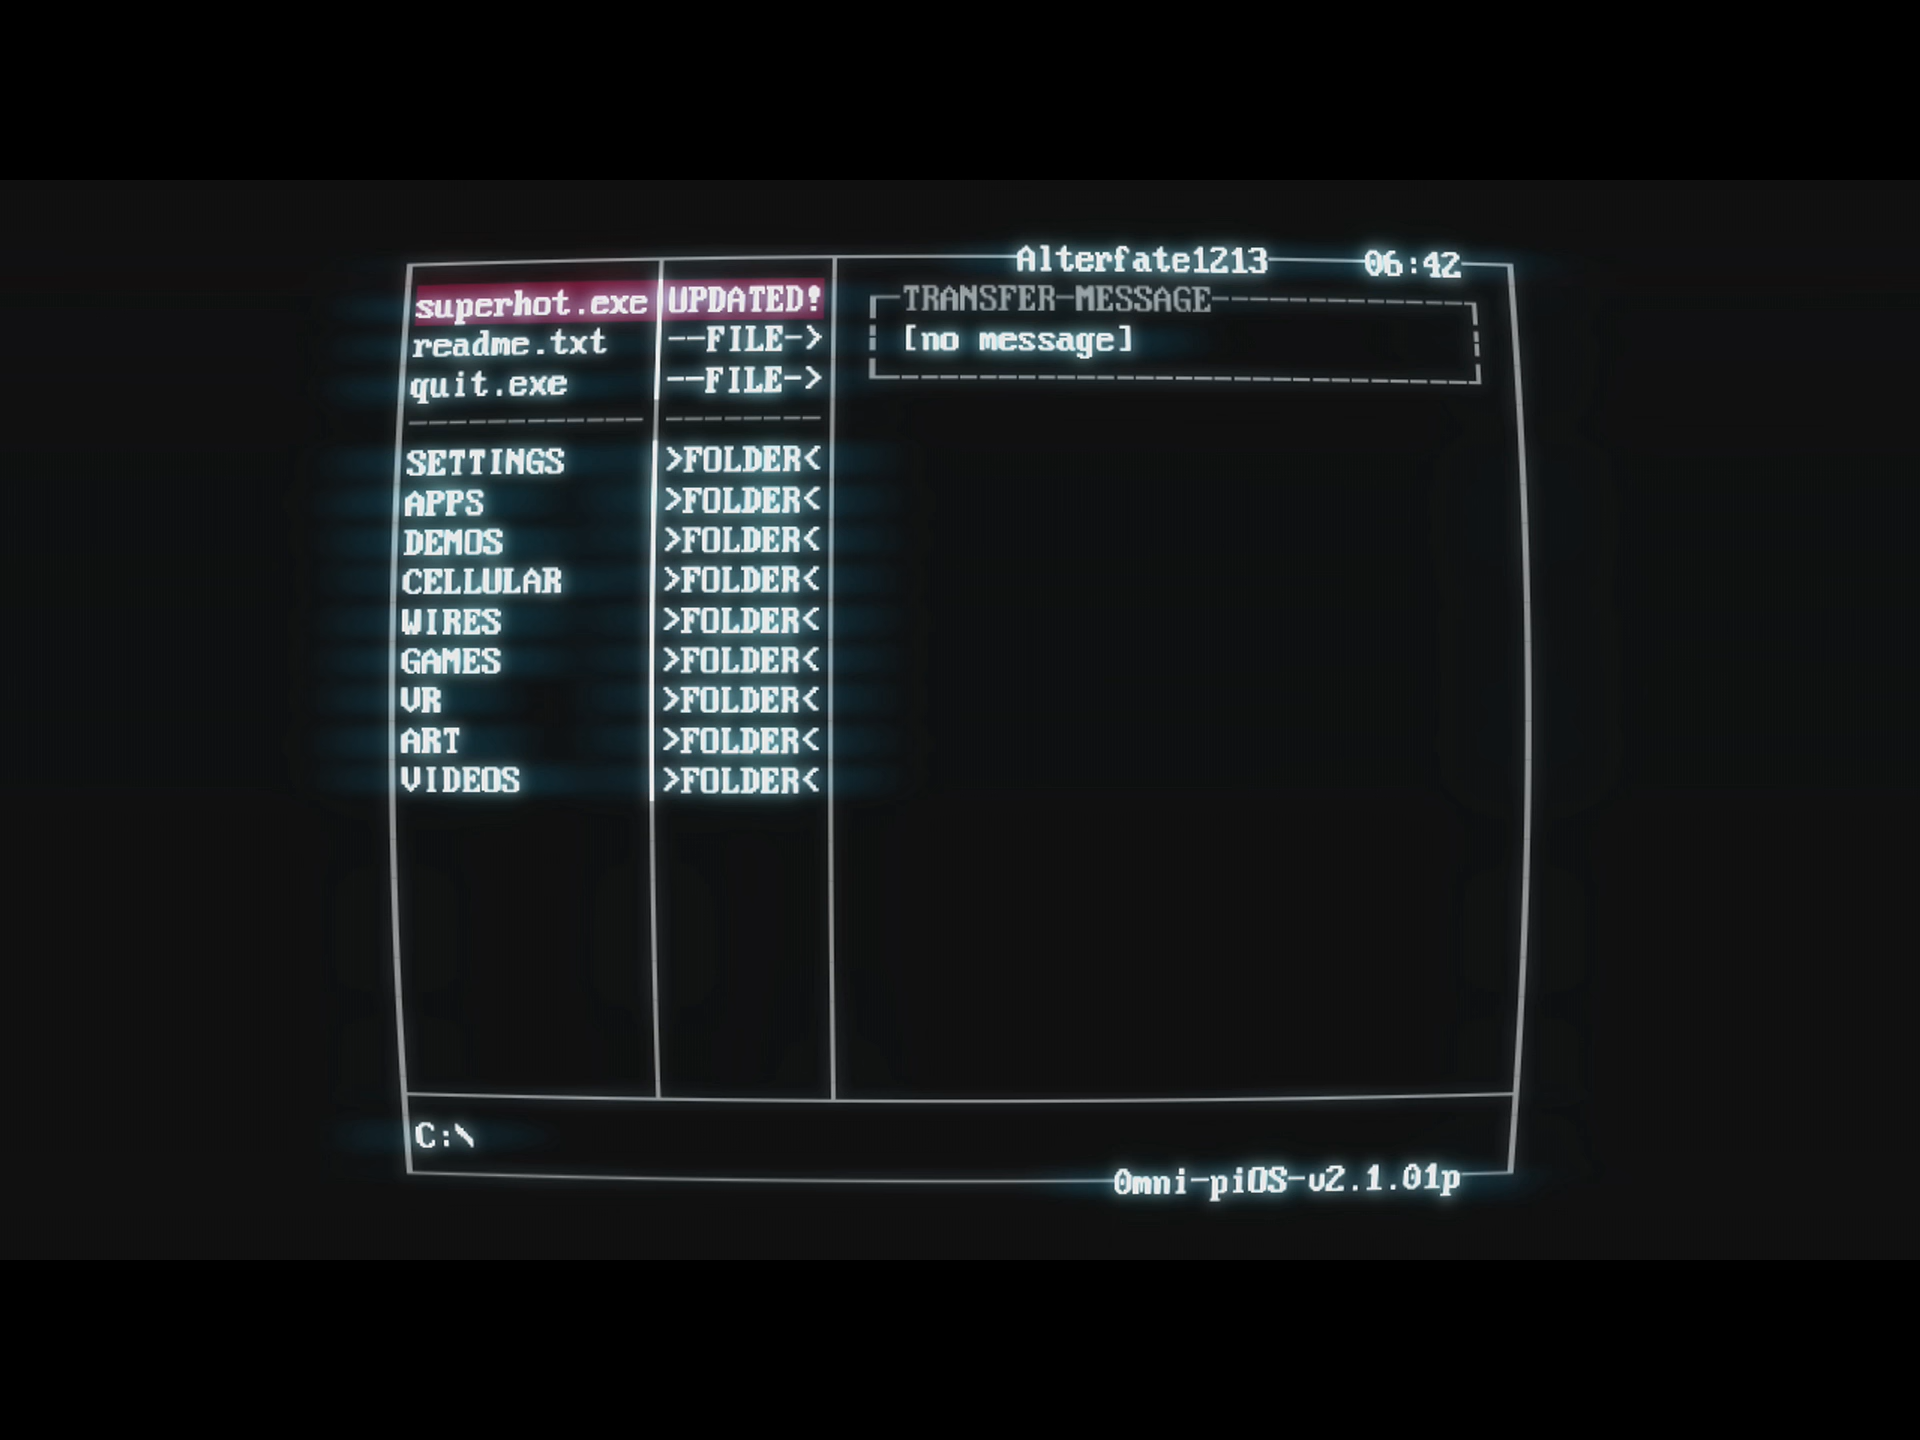 Alterfate1213 06:42
superhot.exe UPDATED!
readme.txt --FILE->
quit.exe --FILE->
TRANSFER-MESSAGE
[no message]
SETTINGS >FOLDER<
APPS >FOLDER<
DEMOS >FOLDER<
CELLULAR >FOLDER<
WIRES >FOLDER<
GAMES >FOLDER<
VR >FOLDER<
ART >FOLDER<
VIDEOS >FOLDER<
C:\
0mni-piOS-v2.1.01p